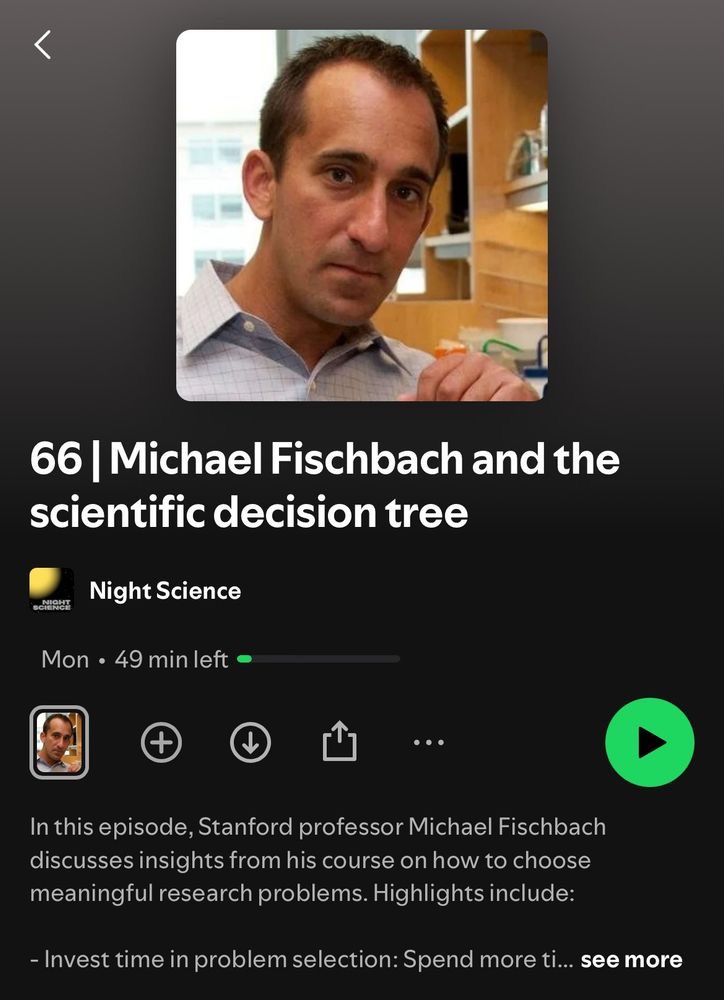 66 | Michael Fischbach and the
scientific decision tree
NIGHT
SCIENCE
Night Science
Mon • 49 min left
In this episode, Stanford professor Michael Fischbach
discusses insights from his course on how to choose
meaningful research problems. Highlights include:
- Invest time in problem selection: Spend more ti... see more